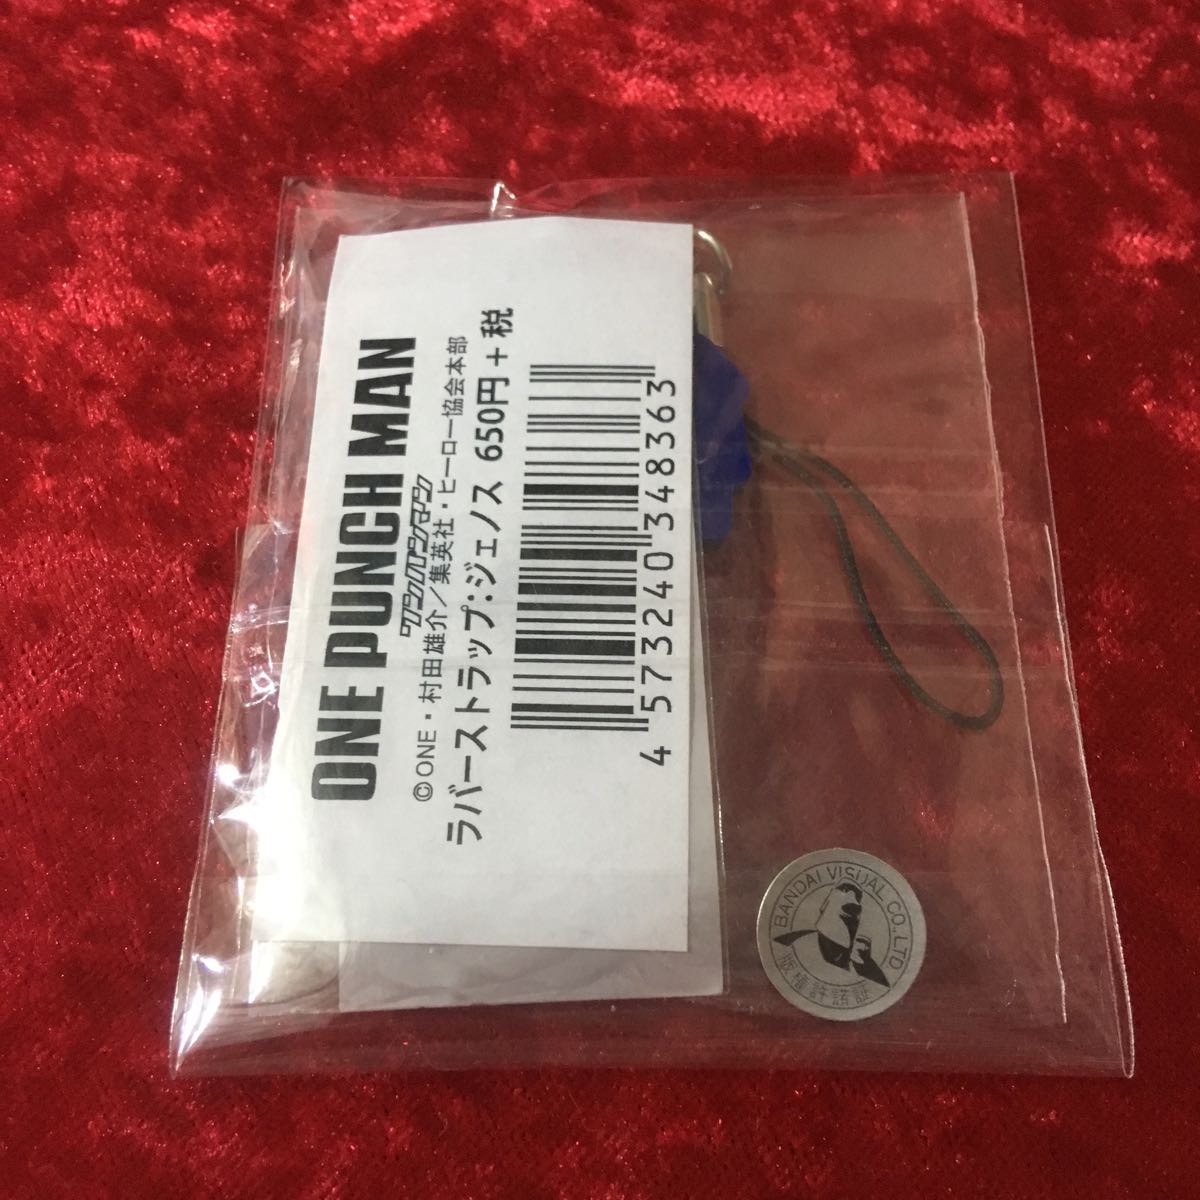 ONE PUNCH MAN
ワンパンマン
©ONE・村田雄介／集英社・ヒーロー協会本部
ラバーストラップ：ジェノス 650円＋税
4 573240 348363
BANDAI VISUAL CO.,LTD.
版権許諾証